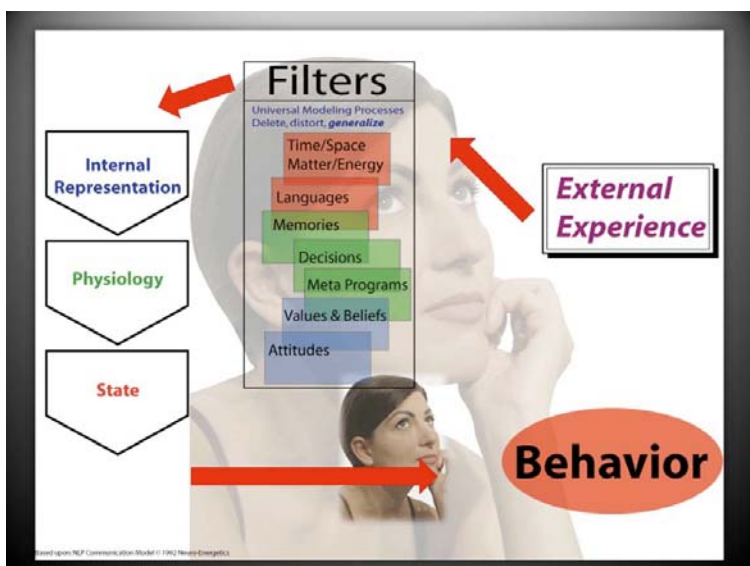 Filters
Universal Modeling Processes
Delete, distort, generalize
Time/Space
Matter/Energy
Languages
Memories
Decisions
Meta Programs
Values & Beliefs
Attitudes
Internal
Representation
Physiology
State
External
Experience
Behavior
Based upon: NLP Communication Model © 1992 Neuro-Energetics